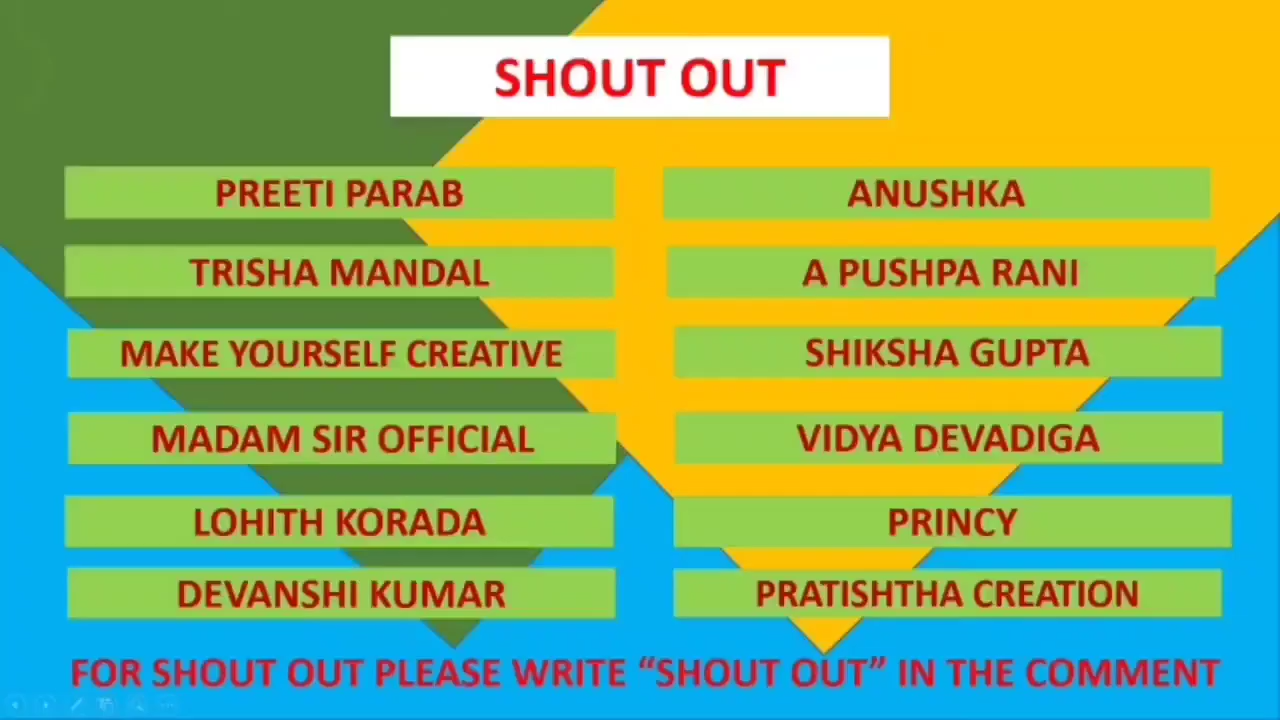 SHOUT OUT
PREETI PARAB
TRISHA MANDAL
MAKE YOURSELF CREATIVE
MADAM SIR OFFICIAL
LOHITH KORADA
DEVANSHI KUMAR
ANUSHKA
A PUSHPA RANI
SHIKSHA GUPTA
VIDYA DEVADIGA
PRINCY
PRATISHTHA CREATION
FOR SHOUT OUT PLEASE WRITE “SHOUT OUT” IN THE COMMENT